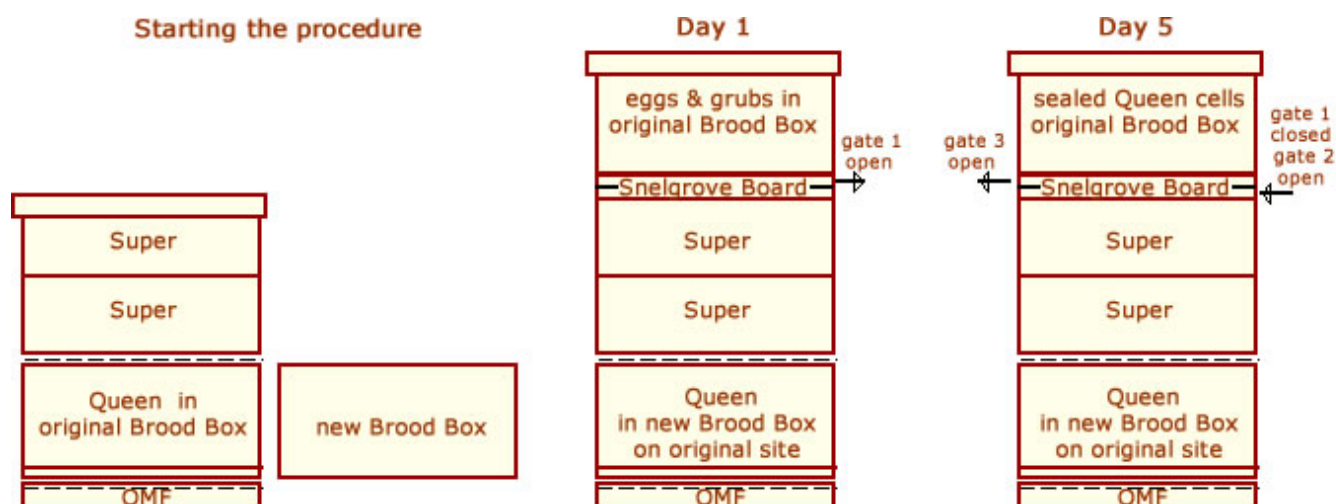 Starting the procedure
Super
Super
Queen in
original Brood Box
new Brood Box
OMF
Day 1
eggs & grubs in
original Brood Box
gate 1
open
Snelgrove Board
Super
Super
Queen
in new Brood Box
on original site
OMF
Day 5
sealed Queen cells
original Brood Box
gate 3
open
gate 1
closed
gate 2
open
Snelgrove Board
Super
Super
Queen
in new Brood Box
on original site
OMF